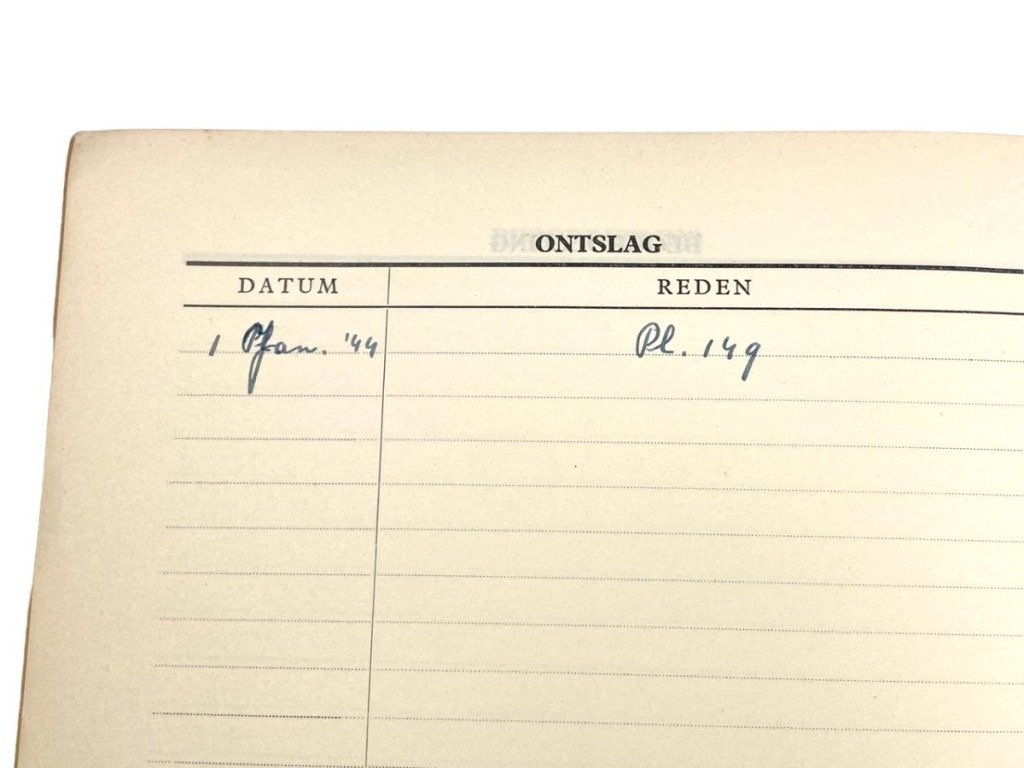 ONTSLAG
DATUM REDEN
1 Jan. '44 Pl. 149